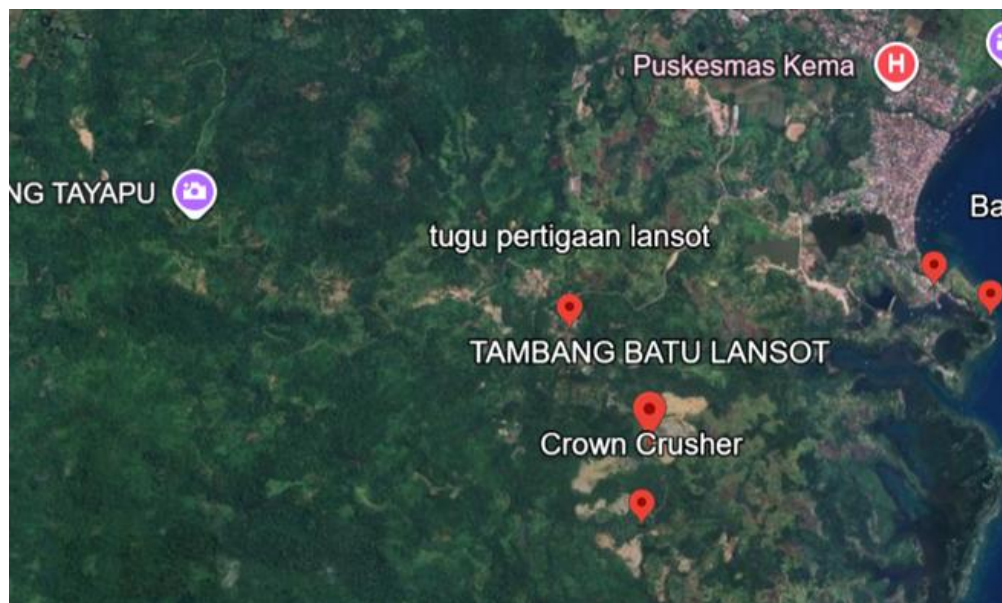 Puskesmas Kema
H
NG TAYAPU
Ba
tugu pertigaan lansot
TAMBANG BATU LANSOT
Crown Crusher